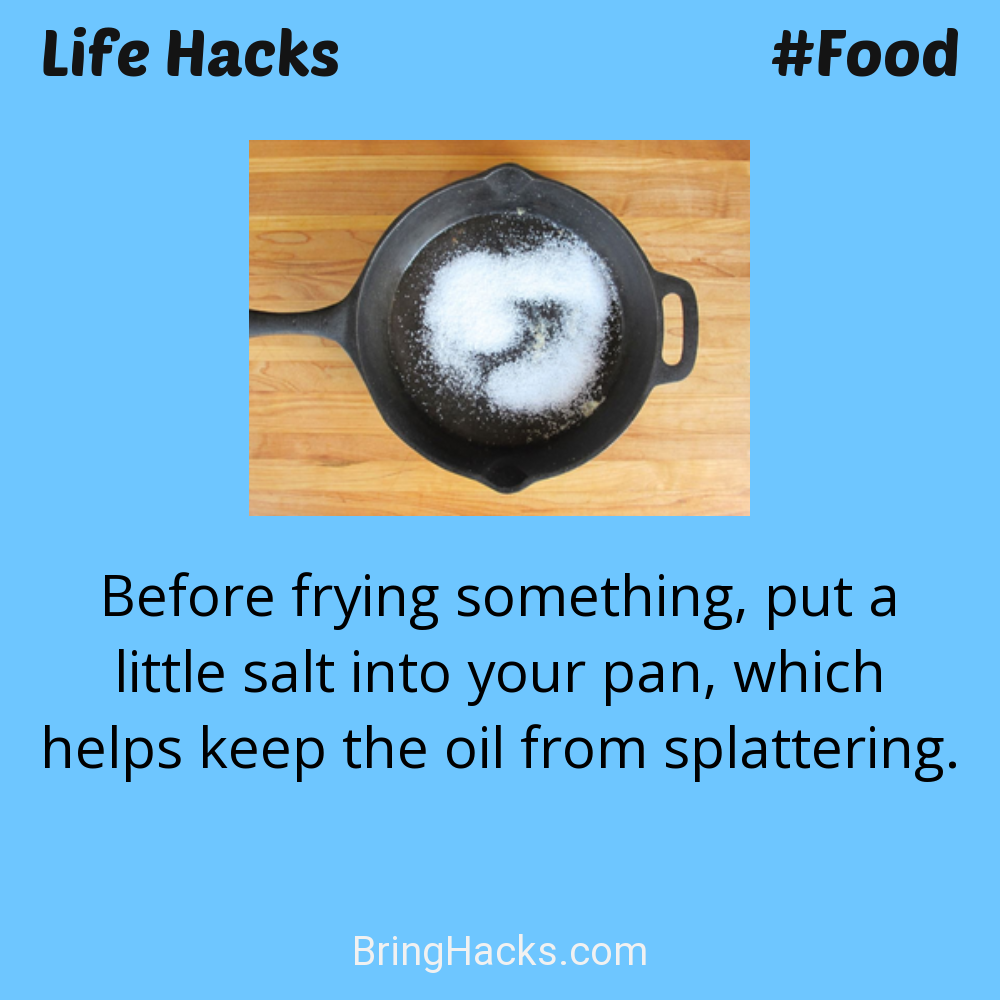 Life Hacks #Food
Before frying something, put a
little salt into your pan, which
helps keep the oil from splattering.
BringHacks.com